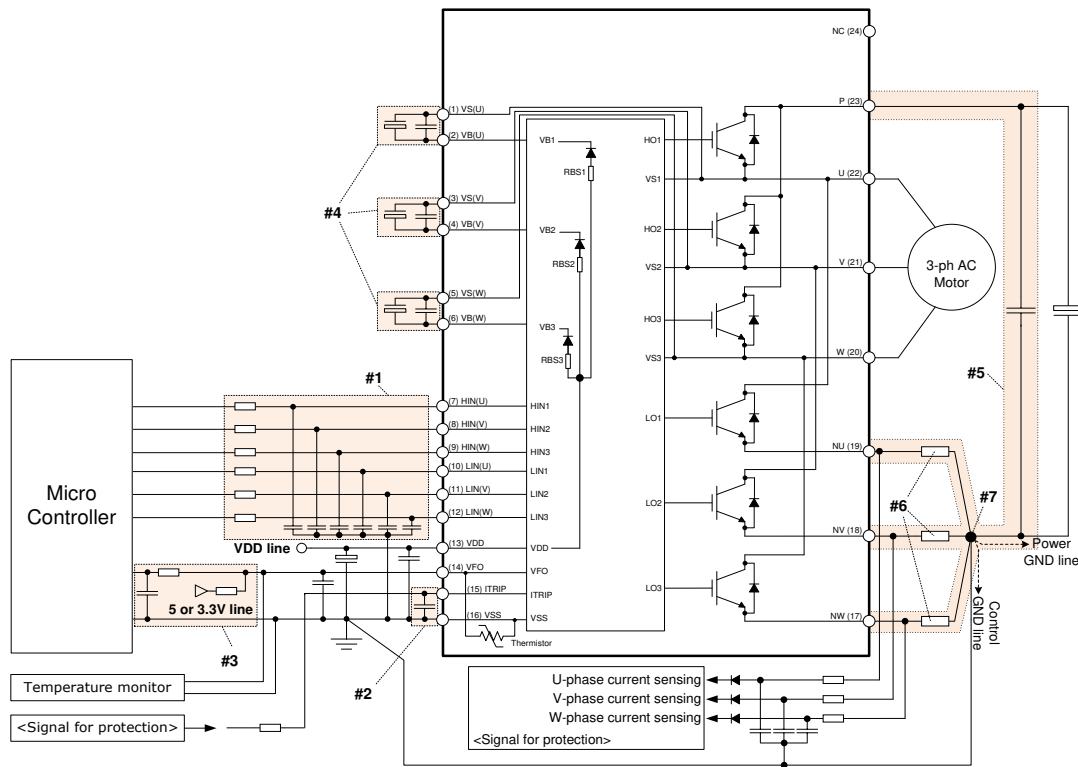 NC (24)
(1) VS(U)
P (23)
(2) VB(U)
VB1
HO1
RBS1
VS1
U (22)
(3) VS(V)
#4
(4) VB(V)
VB2
HO2
RBS2
VS2
V (21)
3-ph AC
Motor
(5) VS(W)
(6) VB(W)
VB3
HO3
RBS3
VS3
W (20)
#1
#5
(7) HIN(U)
HIN1
(8) HIN(V)
HIN2
LO1
(9) HIN(W)
HIN3
NU (19)
(10) LIN(U)
LIN1
Micro
Controller
(11) LIN(V)
LIN2
LO2
#6
#7
(12) LIN(W)
LIN3
NV (18)
Power
GND line
VDD line
(13) VDD
VDD
(14) VFO
VFO
LO3
(15) ITRIP
ITRIP
5 or 3.3V line
Control
GND line
(16) VSS
VSS
NW (17)
Thermistor
#3
#2
Temperature monitor
U-phase current sensing
V-phase current sensing
W-phase current sensing
<Signal for protection>
<Signal for protection>